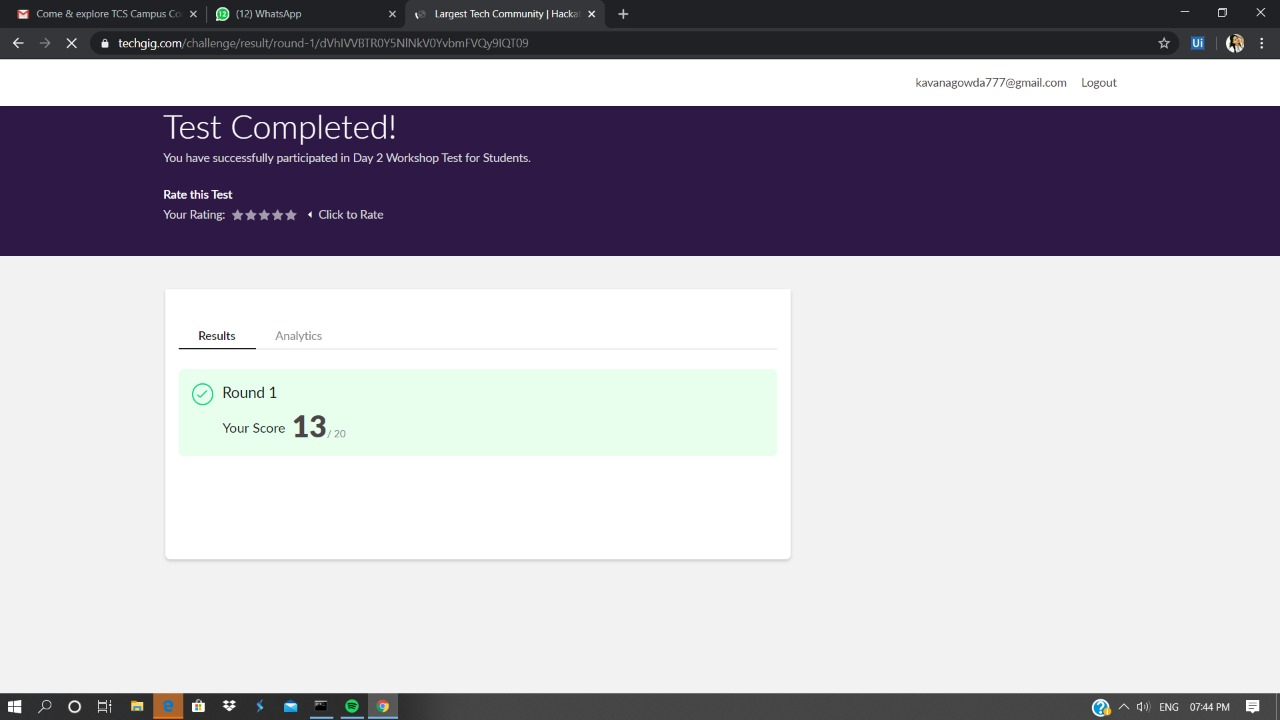 Come & explore TCS Campus Co
(12) WhatsApp
Largest Tech Community | Hacka
techgig.com/challenge/result/round-1/dVhIVVBTR0Y5NlNkV0YvbmFVQy9IQT09
Ui
kavanagowda777@gmail.com Logout
Test Completed!
You have successfully participated in Day 2 Workshop Test for Students.
Rate this Test
Your Rating: Click to Rate
Results Analytics
Round 1
Your Score 13 / 20
ENG 07:44 PM